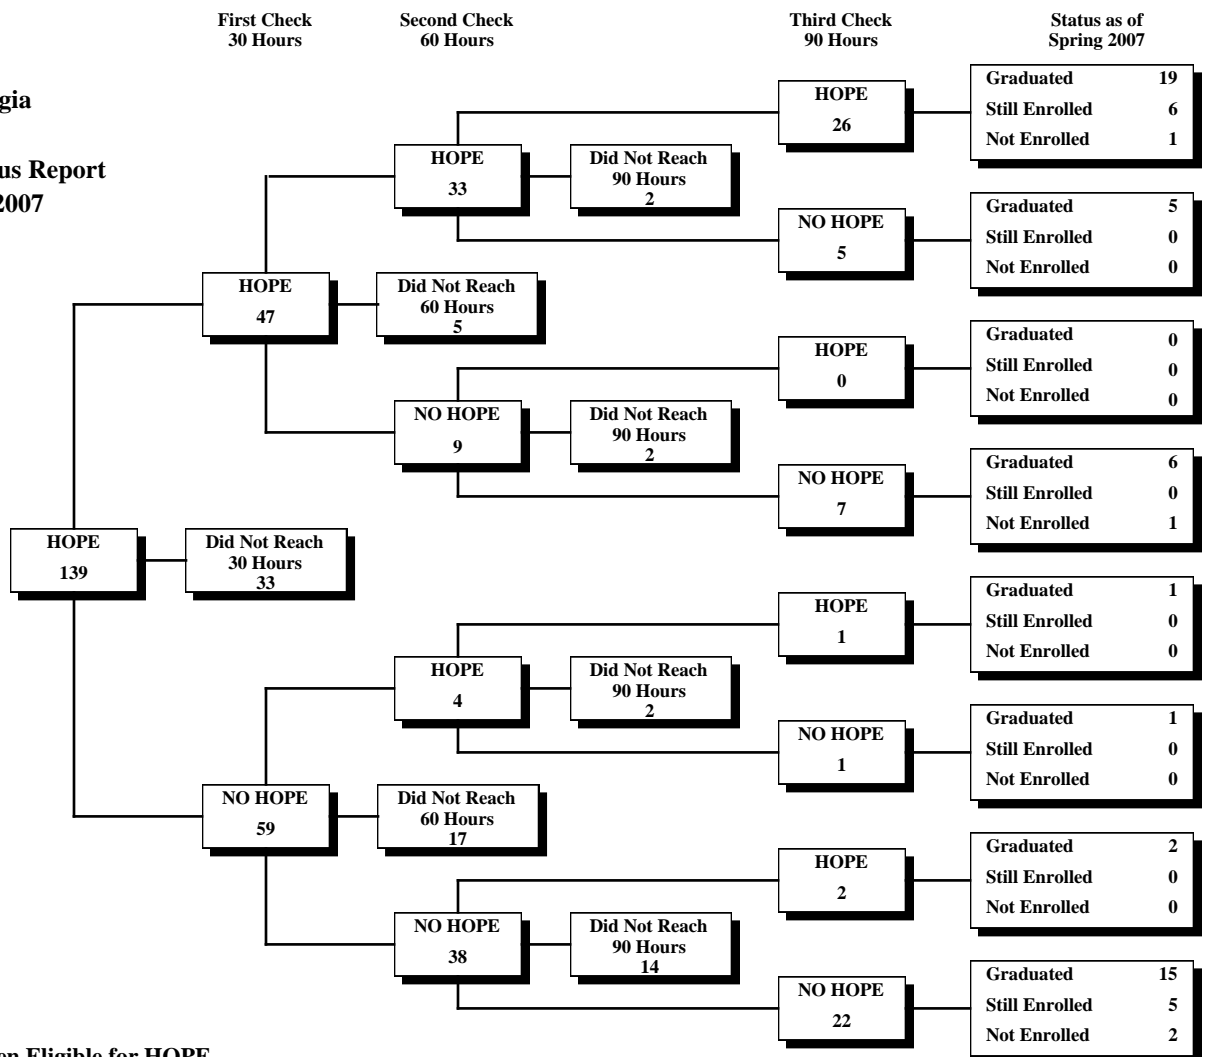 First Check
30 Hours
Second Check
60 Hours
Third Check
90 Hours
Status as of
Spring 2007
gia
us Report
2007
HOPE
139
Did Not Reach
30 Hours
33
HOPE
47
Did Not Reach
60 Hours
5
NO HOPE
59
Did Not Reach
60 Hours
17
HOPE
33
Did Not Reach
90 Hours
2
NO HOPE
9
Did Not Reach
90 Hours
2
HOPE
4
Did Not Reach
90 Hours
2
NO HOPE
38
Did Not Reach
90 Hours
14
HOPE
26
NO HOPE
5
HOPE
0
NO HOPE
7
HOPE
1
NO HOPE
1
HOPE
2
NO HOPE
22
Graduated 19
Still Enrolled 6
Not Enrolled 1
Graduated 5
Still Enrolled 0
Not Enrolled 0
Graduated 0
Still Enrolled 0
Not Enrolled 0
Graduated 6
Still Enrolled 0
Not Enrolled 1
Graduated 1
Still Enrolled 0
Not Enrolled 0
Graduated 1
Still Enrolled 0
Not Enrolled 0
Graduated 2
Still Enrolled 0
Not Enrolled 0
Graduated 15
Still Enrolled 5
Not Enrolled 2
en Eligible for HOPE